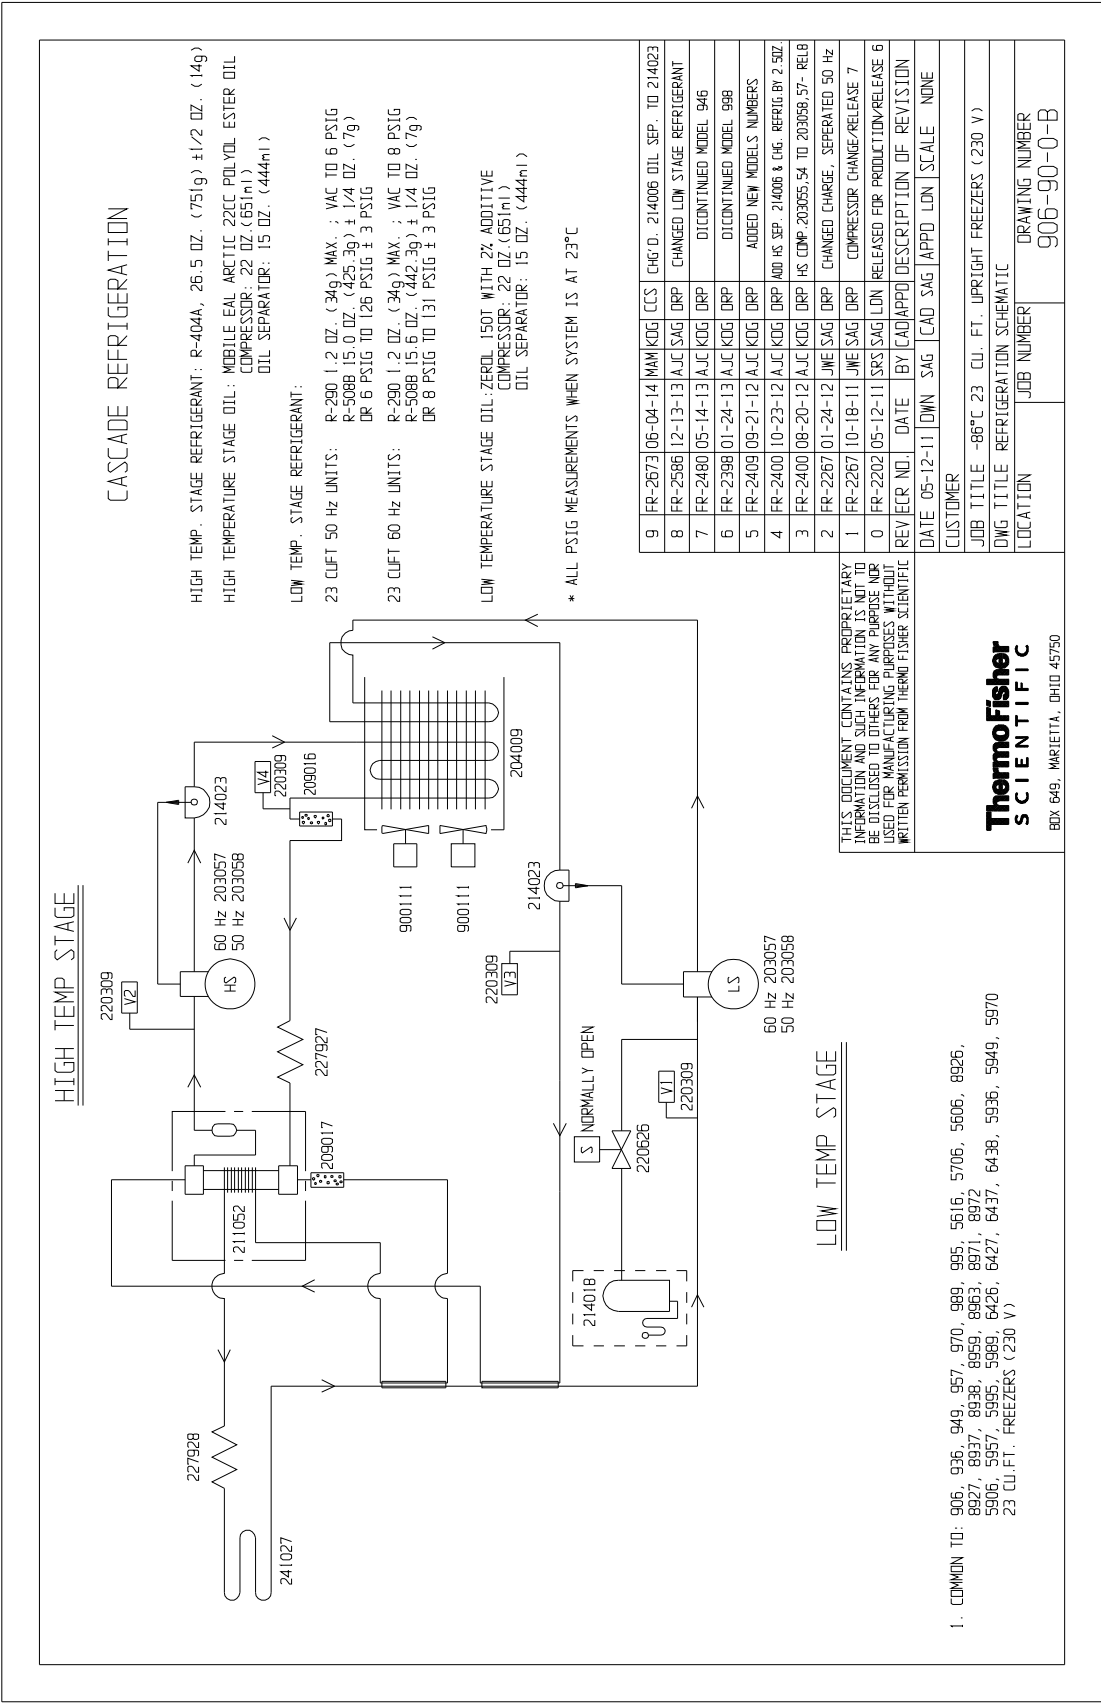 CASCADE REFRIGERATION
HIGH TEMP. STAGE REFRIGERANT: R-404A, 26.5 OZ. (751g) ±1/2 OZ. (14g)
HIGH TEMPERATURE STAGE OIL: MOBILE EAL ARCTIC 22CC POLYOL ESTER OIL
COMPRESSOR: 22 OZ.(651ml)
OIL SEPARATOR: 15 OZ. (444ml)
LOW TEMP. STAGE REFRIGERANT:
23 CUFT 50 Hz UNITS: R-290 1.2 OZ. (34g) MAX. ; VAC TO 6 PSIG
R-508B 15.0 OZ. (425.3g) ± 1/4 OZ. (7g)
OR 6 PSIG TO 126 PSIG ± 3 PSIG
23 CUFT 60 Hz UNITS: R-290 1.2 OZ. (34g) MAX. ; VAC TO 8 PSIG
R-508B 15.6 OZ. (442.3g) ± 1/4 OZ. (7g)
OR 8 PSIG TO 131 PSIG ± 3 PSIG
LOW TEMPERATURE STAGE OIL:ZEROL 150T WITH 2% ADDITIVE
COMPRESSOR: 22 OZ.(651ml)
OIL SEPARATOR: 15 OZ. (444ml)
* ALL PSIG MEASUREMENTS WHEN SYSTEM IS AT 23°C
HIGH TEMP STAGE
220309
V2
HS
60 Hz 203057
50 Hz 203058
214023
V4
220309
209016
204009
900111
900111
227927
209017
211052
227928
241027
214023
220309
V3
S NORMALLY OPEN
220626
V1
220309
LS
60 Hz 203057
50 Hz 203058
214018
LOW TEMP STAGE
1. COMMON TO: 906, 936, 949, 957, 970, 989, 995, 5616, 5706, 5606, 8926,
8927, 8937, 8938, 8959, 8963, 8971, 8972
5906, 5957, 5995, 5989, 6426, 6427, 6437, 6438, 5936, 5949, 5970
23 CU.FT. FREEZERS (230 V)
9 FR-2673 06-04-14 MAM KDG CCS CHG'D. 214006 OIL SEP. TO 214023
8 FR-2586 12-13-13 AJC SAG DRP CHANGED LOW STAGE REFRIGERANT
7 FR-2480 05-14-13 AJC KDG DRP DICONTINUED MODEL 946
6 FR-2398 01-24-13 AJC KDG DRP DICONTINUED MODEL 998
5 FR-2409 09-21-12 AJC KDG DRP ADDED NEW MODELS NUMBERS
4 FR-2400 10-23-12 AJC KDG DRP ADD HS SEP. 214006 & CHG. REFRIG.BY 2.5OZ.
3 FR-2400 08-20-12 AJC KDG DRP HS COMP.203055,54 TO 203058,57- REL8
2 FR-2267 01-24-12 JWE SAG DRP CHANGED CHARGE, SEPERATED 50 Hz
1 FR-2267 10-18-11 JWE SAG DRP COMPRESSOR CHANGE/RELEASE 7
0 FR-2202 05-12-11 SRS SAG LDN RELEASED FOR PRODUCTION/RELEASE 6
REV ECR NO. DATE BY CAD APPD DESCRIPTION OF REVISION
DATE 05-12-11 DWN SAG CAD SAG APPD LDN SCALE NONE
CUSTOMER
JOB TITLE -86°C 23 CU. FT. UPRIGHT FREEZERS (230 V)
DWG TITLE REFRIGERATION SCHEMATIC
LOCATION JOB NUMBER DRAWING NUMBER
906-90-0-B
THIS DOCUMENT CONTAINS PROPRIETARY
INFORMATION AND SUCH INFORMATION IS NOT TO
BE DISCLOSED TO OTHERS FOR ANY PURPOSE NOR
USED FOR MANUFACTURING PURPOSES WITHOUT
WRITTEN PERMISSION FROM THERMO FISHER SCIENTIFIC
ThermoFisher
SCIENTIFIC
BOX 649, MARIETTA, OHIO 45750